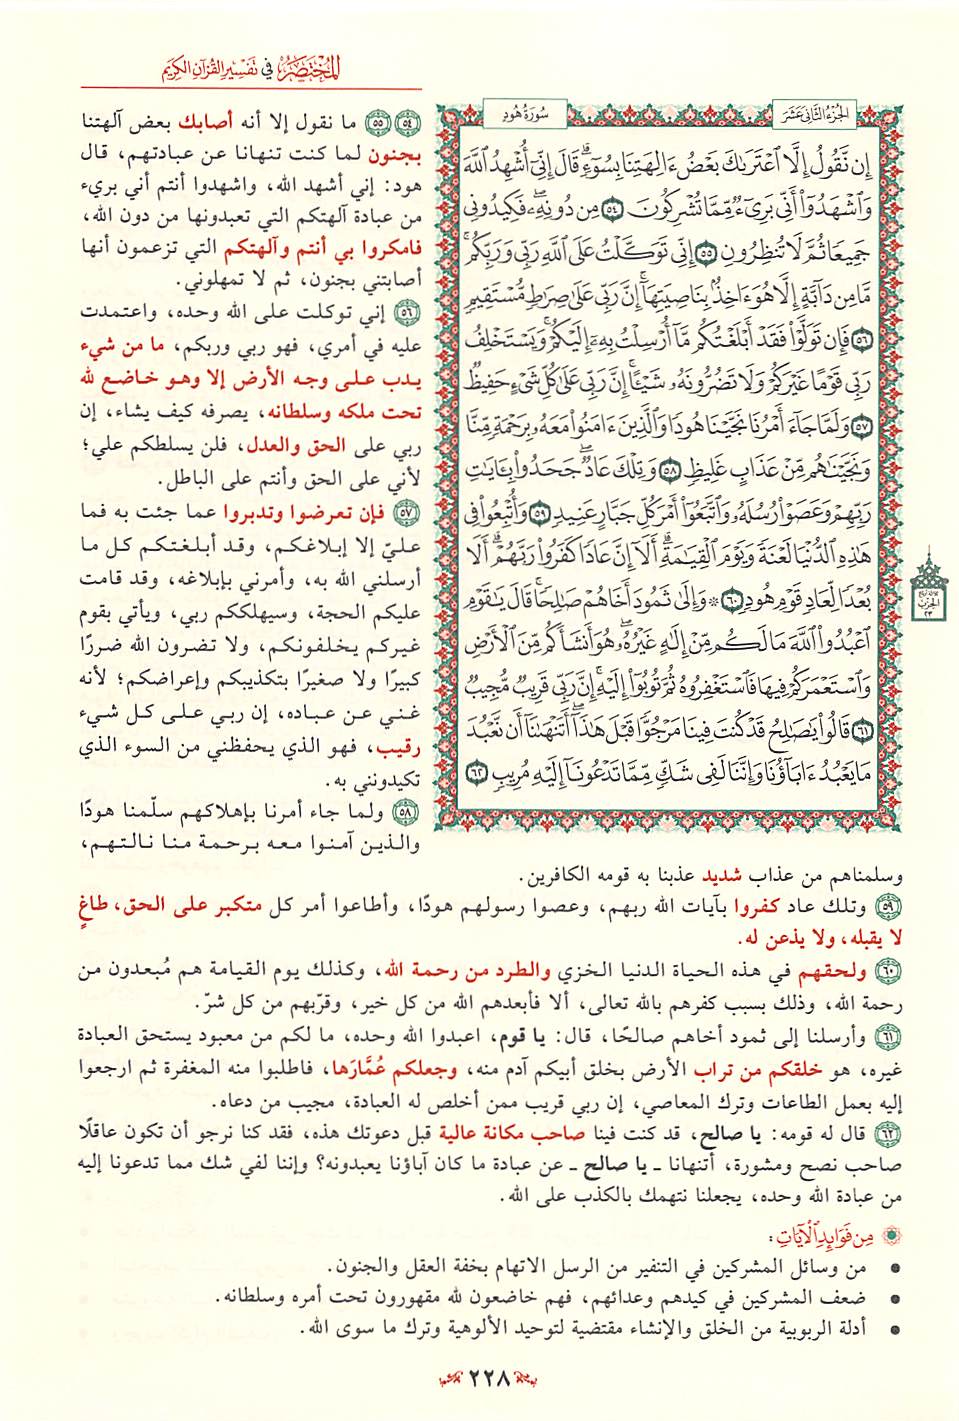 المختصر في تفسير القرآن الكريم
الجزء الثاني عشر
سورة هود
إِن نَّقُولُ إِلَّا ٱعْتَرَىٰكَ بَعْضُ ءَالِهَتِنَا بِسُوٓءٖۗ قَالَ إِنِّيٓ أُشْهِدُ ٱللَّهَ
وَٱشْهَدُوٓاْ أَنِّي بَرِيٓءٞ مِّمَّا تُشْرِكُونَ ٥٤ مِن دُونِهِۦۖ فَكِيدُونِي
جَمِيعٗا ثُمَّ لَا تُنظِرُونِ ٥٥ إِنِّي تَوَكَّلْتُ عَلَى ٱللَّهِ رَبِّي وَرَبِّكُمۚ
مَّا مِن دَآبَّةٍ إِلَّا هُوَ ءَاخِذُۢ بِنَاصِيَتِهَآۚ إِنَّ رَبِّي عَلَىٰ صِرَٰطٖ مُّسْتَقِيمٖ
٥٦ فَإِن تَوَلَّوْاْ فَقَدْ أَبْلَغْتُكُم مَّآ أُرْسِلْتُ بِهِۦٓ إِلَيْكُمْۚ وَيَسْتَخْلِفُ
رَبِّي قَوْمًا غَيْرَكُمْ وَلَا تَضُرُّونَهُۥ شَيْـًٔاۚ إِنَّ رَبِّي عَلَىٰ كُلِّ شَيْءٍ حَفِيظٞ
٥٧ وَلَمَّا جَآءَ أَمْرُنَا نَجَّيْنَا هُودٗا وَٱلَّذِينَ ءَامَنُواْ مَعَهُۥ بِرَحْمَةٖ مِّنَّا
وَنَجَّيْنَٰهُم مِّنْ عَذَابٍ غَلِيظٖ ٥٨ وَتِلْكَ عَادٞۖ جَحَدُواْ بِـَٔايَٰتِ
رَبِّهِمْ وَعَصَوْاْ رُسُلَهُۥ وَٱتَّبَعُوٓاْ أَمْرَ كُلِّ جَبَّارٍ عَنِيدٖ ٥٩ وَأُتْبِعُواْ فِي
هَٰذِهِ ٱلدُّنْيَا لَعْنَةٗ وَيَوْمَ ٱلْقِيَٰمَةِۗ أَلَآ إِنَّ عَادٗا كَفَرُواْ رَبَّهُمْۗ أَلَا
بُعْدٗا لِّعَادٖ قَوْمِ هُودٖ ٦٠ ۞ وَإِلَىٰ ثَمُودَ أَخَاهُمْ صَٰلِحٗاۚ قَالَ يَٰقَوْمِ
ٱعْبُدُواْ ٱللَّهَ مَا لَكُم مِّنْ إِلَٰهٍ غَيْرُهُۥۖ هُوَ أَنشَأَكُم مِّنَ ٱلْأَرْضِ
وَٱسْتَعْمَرَكُمْ فِيهَا فَٱسْتَغْفِرُوهُ ثُمَّ تُوبُوٓاْ إِلَيْهِۚ إِنَّ رَبِّي قَرِيبٞ مُّجِيبٞ
٦١ قَالُواْ يَٰصَٰلِحُ قَدْ كُنتَ فِينَا مَرْجُوّٗا قَبْلَ هَٰذَآۖ أَتَنْهَىٰنَآ أَن نَّعْبُدَ
مَا يَعْبُدُ ءَابَآؤُنَا وَإِنَّنَا لَفِي شَكّٖ مِّمَّا تَدْعُونَآ إِلَيْهِ مُرِيبٖ ٦٢
٥٤ ٥٥ ما نقول إلا أنه أصابك بعض آلهتنا
بجنون لما كنت تنهانا عن عبادتهم، قال
هود: إني أشهد الله، واشهدوا أنتم أني بريء
من عبادة آلهتكم التي تعبدونها من دون الله،
فامكروا بي أنتم وآلهتكم التي تزعمون أنها
أصابتني بجنون، ثم لا تمهلوني.
٥٦ إني توكلت على الله وحده، واعتمدت
عليه في أمري، فهو ربي وربكم، ما من شيء
يدب على وجه الأرض إلا وهو خاضع لله
تحت ملكه وسلطانه، يصرفه كيف يشاء، إن
ربي على الحق والعدل، فلن يسلطكم علي؛
لأني على الحق وأنتم على الباطل.
٥٧ فإن تعرضوا وتدبروا عما جئت به فما
عليّ إلا إبلاغكم، وقد أبلغتكم كل ما
أرسلني الله به، وأمرني بإبلاغه، وقد قامت
عليكم الحجة، وسيهلككم ربي، ويأتي بقوم
غيركم يخلفونكم، ولا تضرون الله ضررًا
كبيرًا ولا صغيرًا بتكذيبكم وإعراضكم؛ لأنه
غني عن عباده، إن ربي على كل شيء
رقيب، فهو الذي يحفظني من السوء الذي
تكيدونني به.
٥٨ ولما جاء أمرنا بإهلاكهم سلّمنا هودًا
والذين آمنوا معه برحمة منا نالتهم،
وسلمناهم من عذاب شديد عذبنا به قومه الكافرين.
٥٩ وتلك عاد كفروا بآيات الله ربهم، وعصوا رسولهم هودًا، وأطاعوا أمر كل متكبر على الحق، طاغٍ
لا يقبله، ولا يذعن له.
٦٠ ولحقهم في هذه الحياة الدنيا الخزي والطرد من رحمة الله، وكذلك يوم القيامة هم مُبعدون من
رحمة الله، وذلك بسبب كفرهم بالله تعالى، ألا فأبعدهم الله من كل خير، وقرّبهم من كل شرّ.
٦١ وأرسلنا إلى ثمود أخاهم صالحًا، قال: يا قوم، اعبدوا الله وحده، ما لكم من معبود يستحق العبادة
غيره، هو خلقكم من تراب الأرض بخلق أبيكم آدم منه، وجعلكم عُمَّارَها، فاطلبوا منه المغفرة ثم ارجعوا
إليه بعمل الطاعات وترك المعاصي، إن ربي قريب ممن أخلص له العبادة، مجيب من دعاه.
٦٢ قال له قومه: يا صالح، قد كنت فينا صاحب مكانة عالية قبل دعوتك هذه، فقد كنا نرجو أن تكون عاقلًا
صاحب نصح ومشورة، أتنهانا ـ يا صالح ـ عن عبادة ما كان آباؤنا يعبدونه؟ وإننا لفي شك مما تدعونا إليه
من عبادة الله وحده، يجعلنا نتهمك بالكذب على الله.
من فوائد الآيات:
• من وسائل المشركين في التنفير من الرسل الاتهام بخفة العقل والجنون.
• ضعف المشركين في كيدهم وعدائهم، فهم خاضعون لله مقهورون تحت أمره وسلطانه.
• أدلة الربوبية من الخلق والإنشاء مقتضية لتوحيد الألوهية وترك ما سوى الله.
٢٢٨